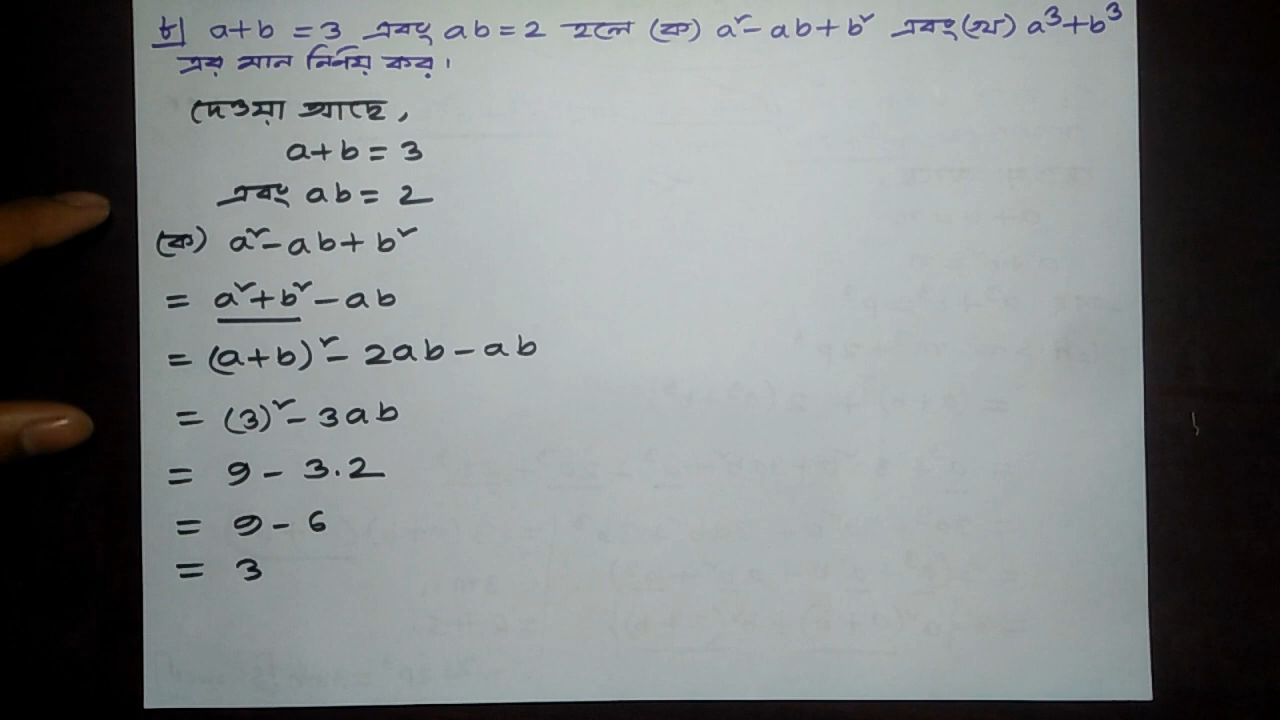 ৮] a+b = 3 এবং ab = 2 হলে (ক) a² - ab + b² এবং (খ) a³ + b³
এর মান নির্ণয় কর।
দেওয়া আছে,
a+b = 3
এবং ab = 2
(ক) a² - ab + b²
= a² + b² - ab
= (a+b)² - 2ab - ab
= (3)² - 3ab
= 9 - 3.2
= 9 - 6
= 3